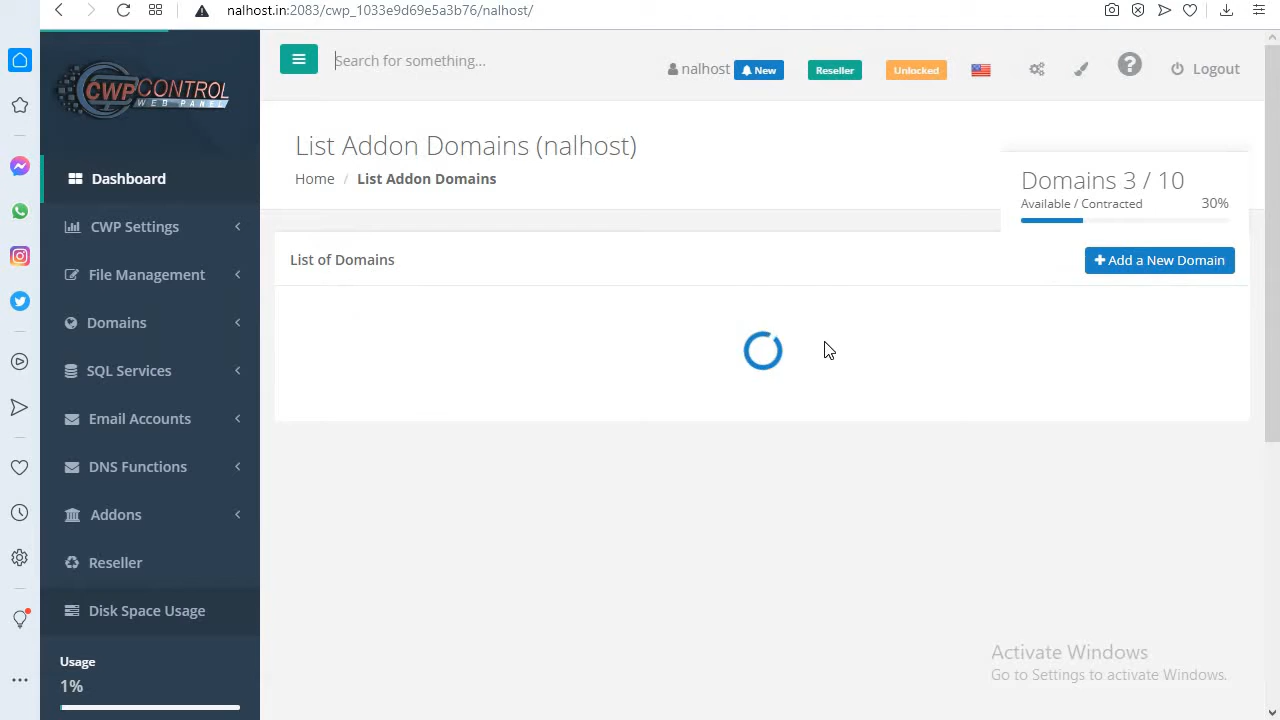 nalhost.in:2083/cwp_1033e9d69e5a3b76/nalhost/
CWPCONTROL
WEB PANEL
Search for something...
nalhost
New
Reseller
Unlocked
Logout
List Addon Domains (nalhost)
Home / List Addon Domains
Domains 3 / 10
Available / Contracted 30%
List of Domains
Add a New Domain
Dashboard
CWP Settings
File Management
Domains
SQL Services
Email Accounts
DNS Functions
Addons
Reseller
Disk Space Usage
Usage
1%
Activate Windows
Go to Settings to activate Windows.